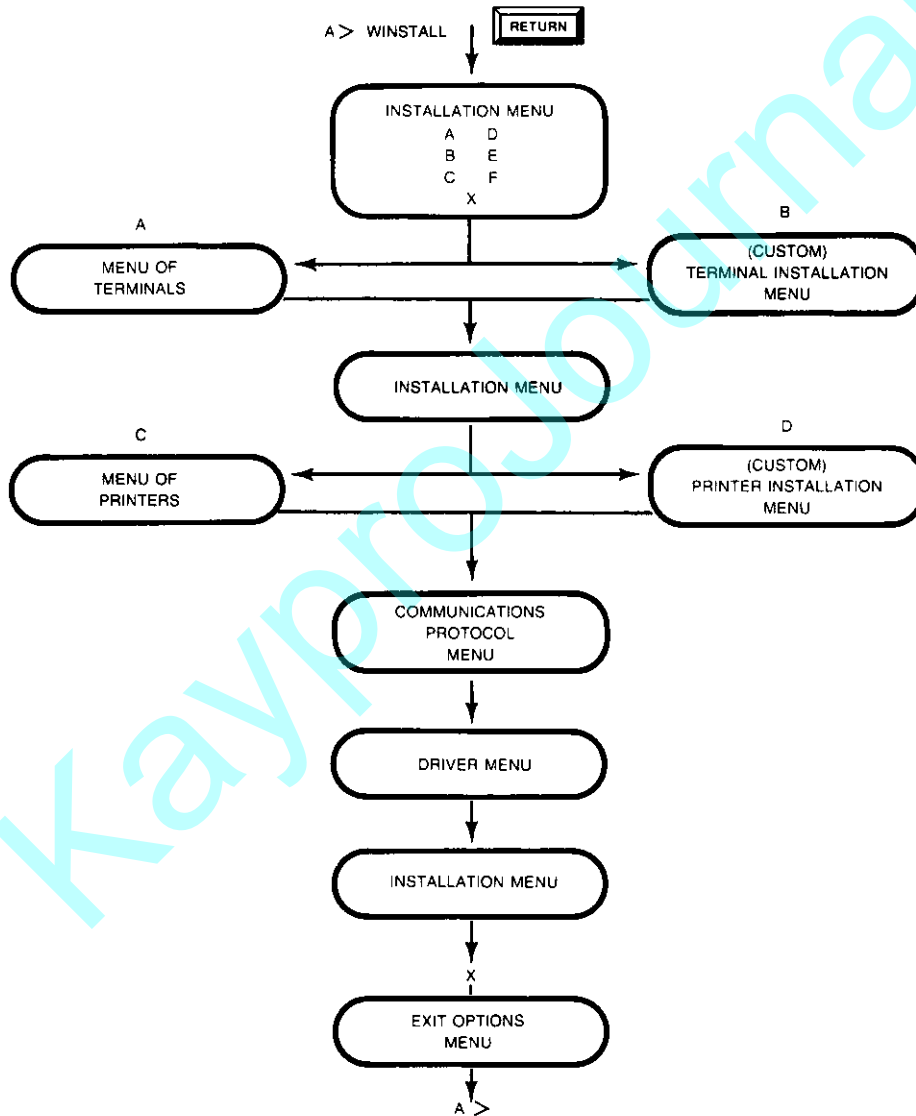 A> WINSTALL RETURN
INSTALLATION MENU
A D
B E
C F
X
A
MENU OF
TERMINALS
B
(CUSTOM)
TERMINAL INSTALLATION
MENU
INSTALLATION MENU
C
MENU OF
PRINTERS
D
(CUSTOM)
PRINTER INSTALLATION
MENU
COMMUNICATIONS
PROTOCOL
MENU
DRIVER MENU
INSTALLATION MENU
X
EXIT OPTIONS
MENU
A >
KayproJourna